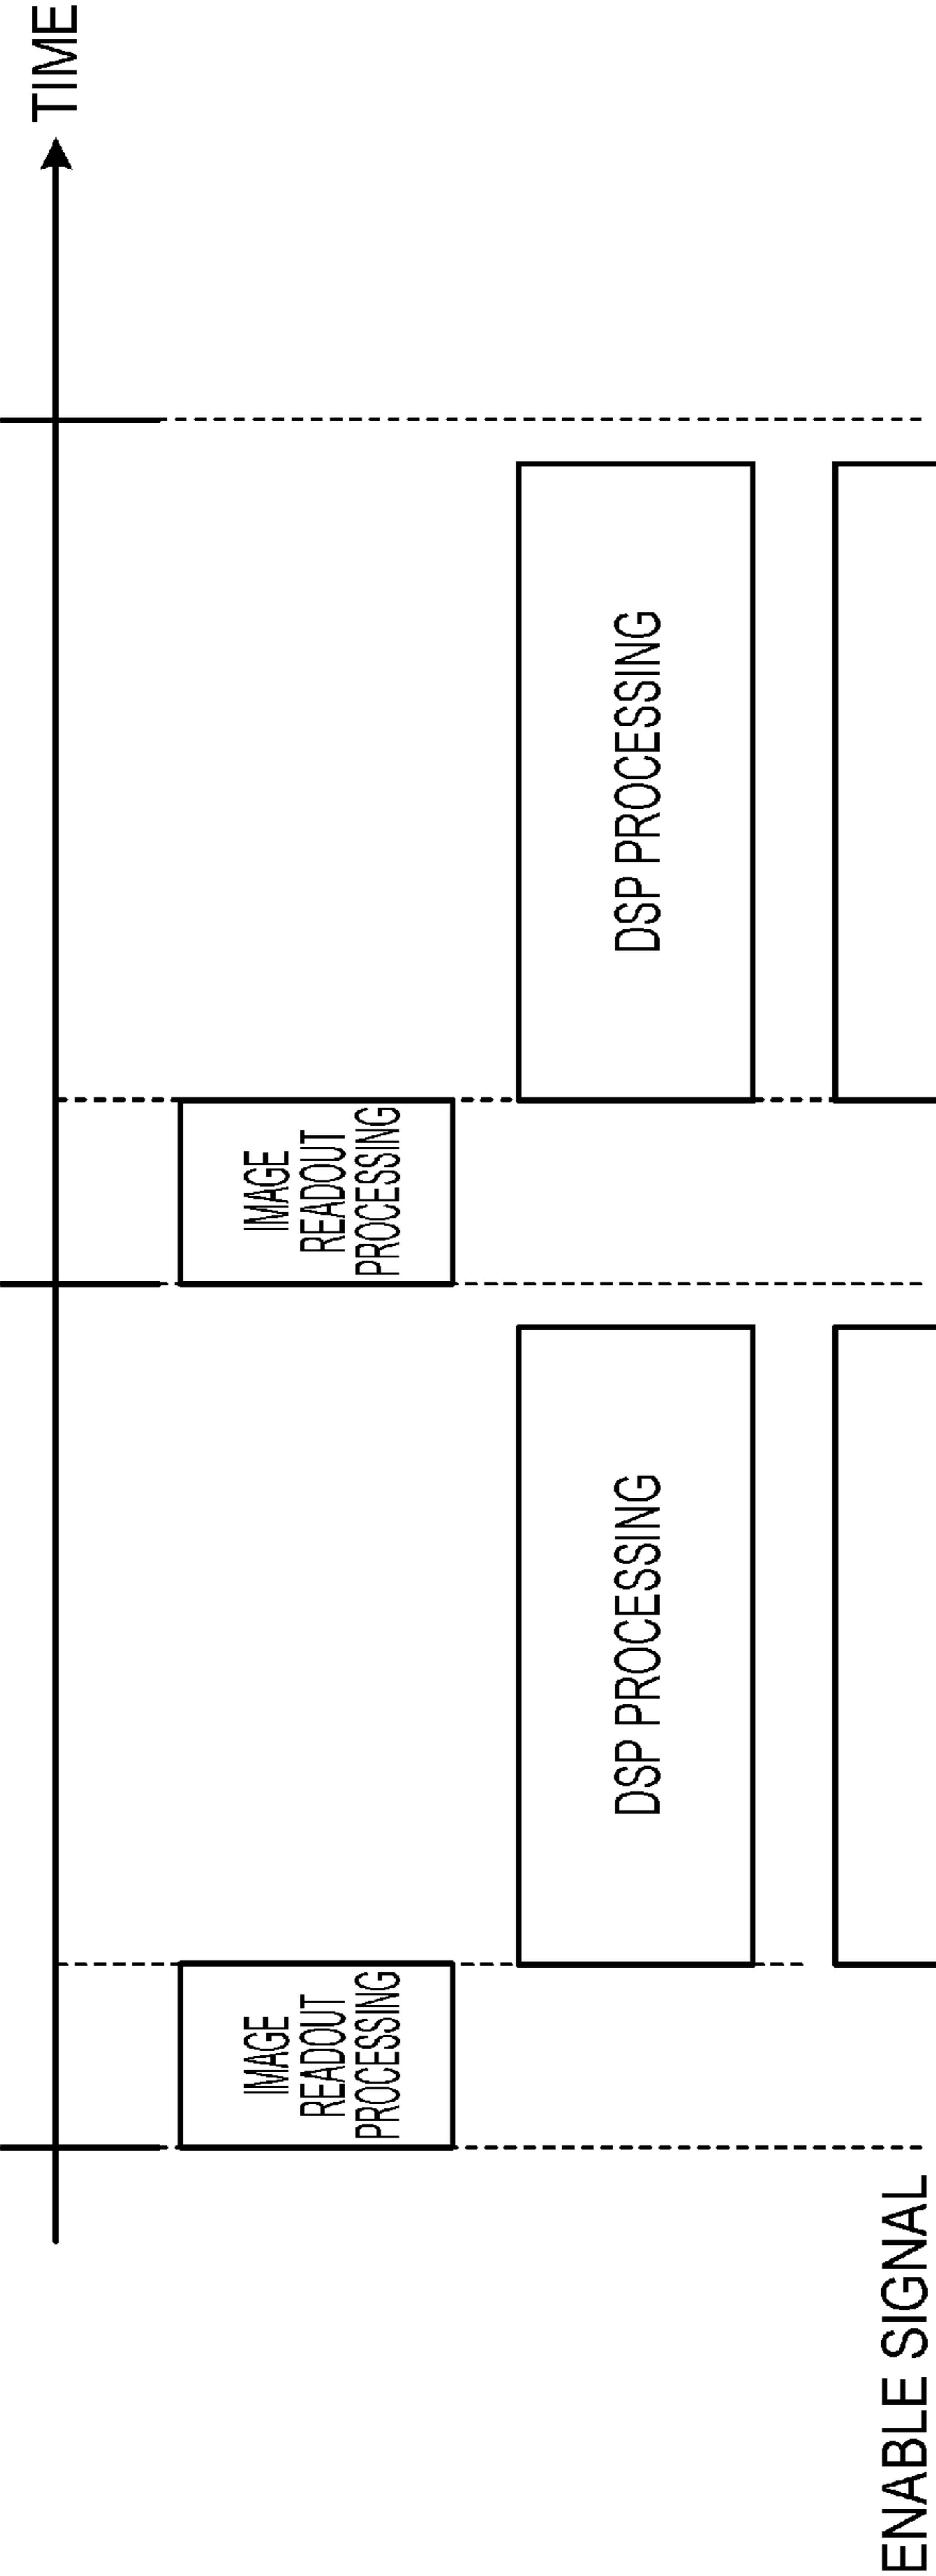 TIME
IMAGE
READOUT
PROCESSING
IMAGE
READOUT
PROCESSING
DSP PROCESSING
DSP PROCESSING
ENABLE SIGNAL